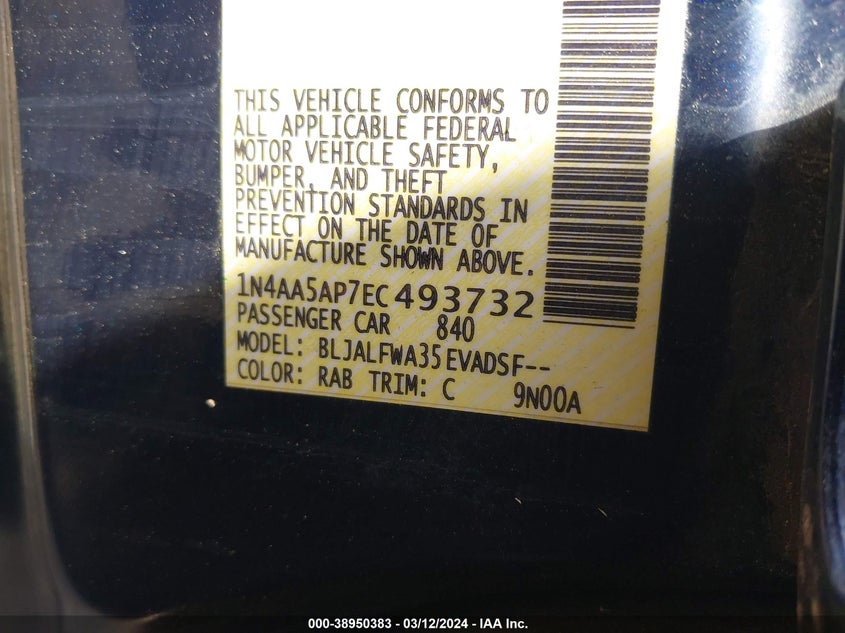 THIS VEHICLE CONFORMS TO
ALL APPLICABLE FEDERAL
MOTOR VEHICLE SAFETY,
BUMPER, AND THEFT
PREVENTION STANDARDS IN
EFFECT ON THE DATE OF
MANUFACTURE SHOWN ABOVE.
1N4AA5AP7EC493732
PASSENGER CAR 840
MODEL: BLJALFWA35EVADSF--
COLOR: RAB TRIM: C 9N00A
000-38950383 - 03/12/2024 - IAA Inc.